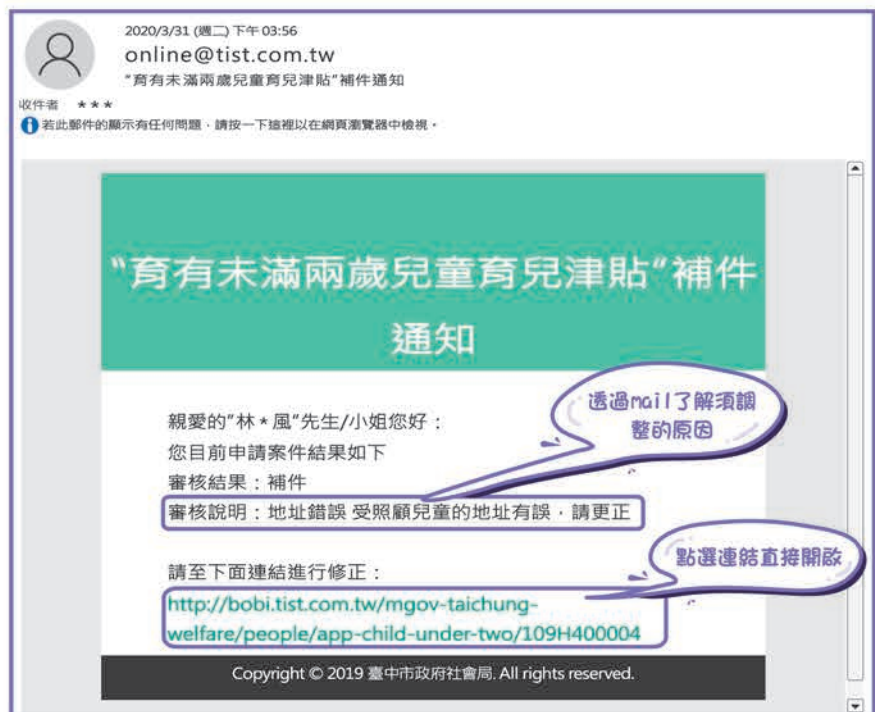 2020/3/31 (週二) 下午 03:56
online@tist.com.tw
"育有未滿兩歲兒童育兒津貼"補件通知
收件者 ***
若此郵件的顯示有任何問題，請按一下這裡以在網頁瀏覽器中檢視。
"育有未滿兩歲兒童育兒津貼"補件
通知
透過mail了解須調
整的原因
親愛的"林*風"先生/小姐您好：
您目前申請案件結果如下
審核結果：補件
審核說明：地址錯誤 受照顧兒童的地址有誤，請更正
點選連結直接開啟
請至下面連結進行修正：
http://bobi.tist.com.tw/mgov-taichung-
welfare/people/app-child-under-two/109H400004
Copyright © 2019 臺中市政府社會局. All rights reserved.